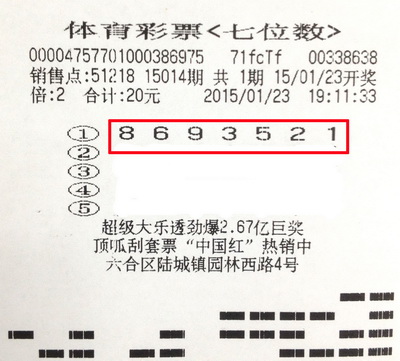 体育彩票<七位数>
00004757701000386975 71fcTf 00338638
销售点:51218 15014期 共 1期 15/01/23开奖
倍:2 合计:20元 2015/01/23 19:11:33
① 8 6 9 3 5 2 1
②
③
④
⑤
超级大乐透劲爆2.67亿巨奖
顶呱刮套票“中国红”热销中
六合区陆城镇园林西路4号